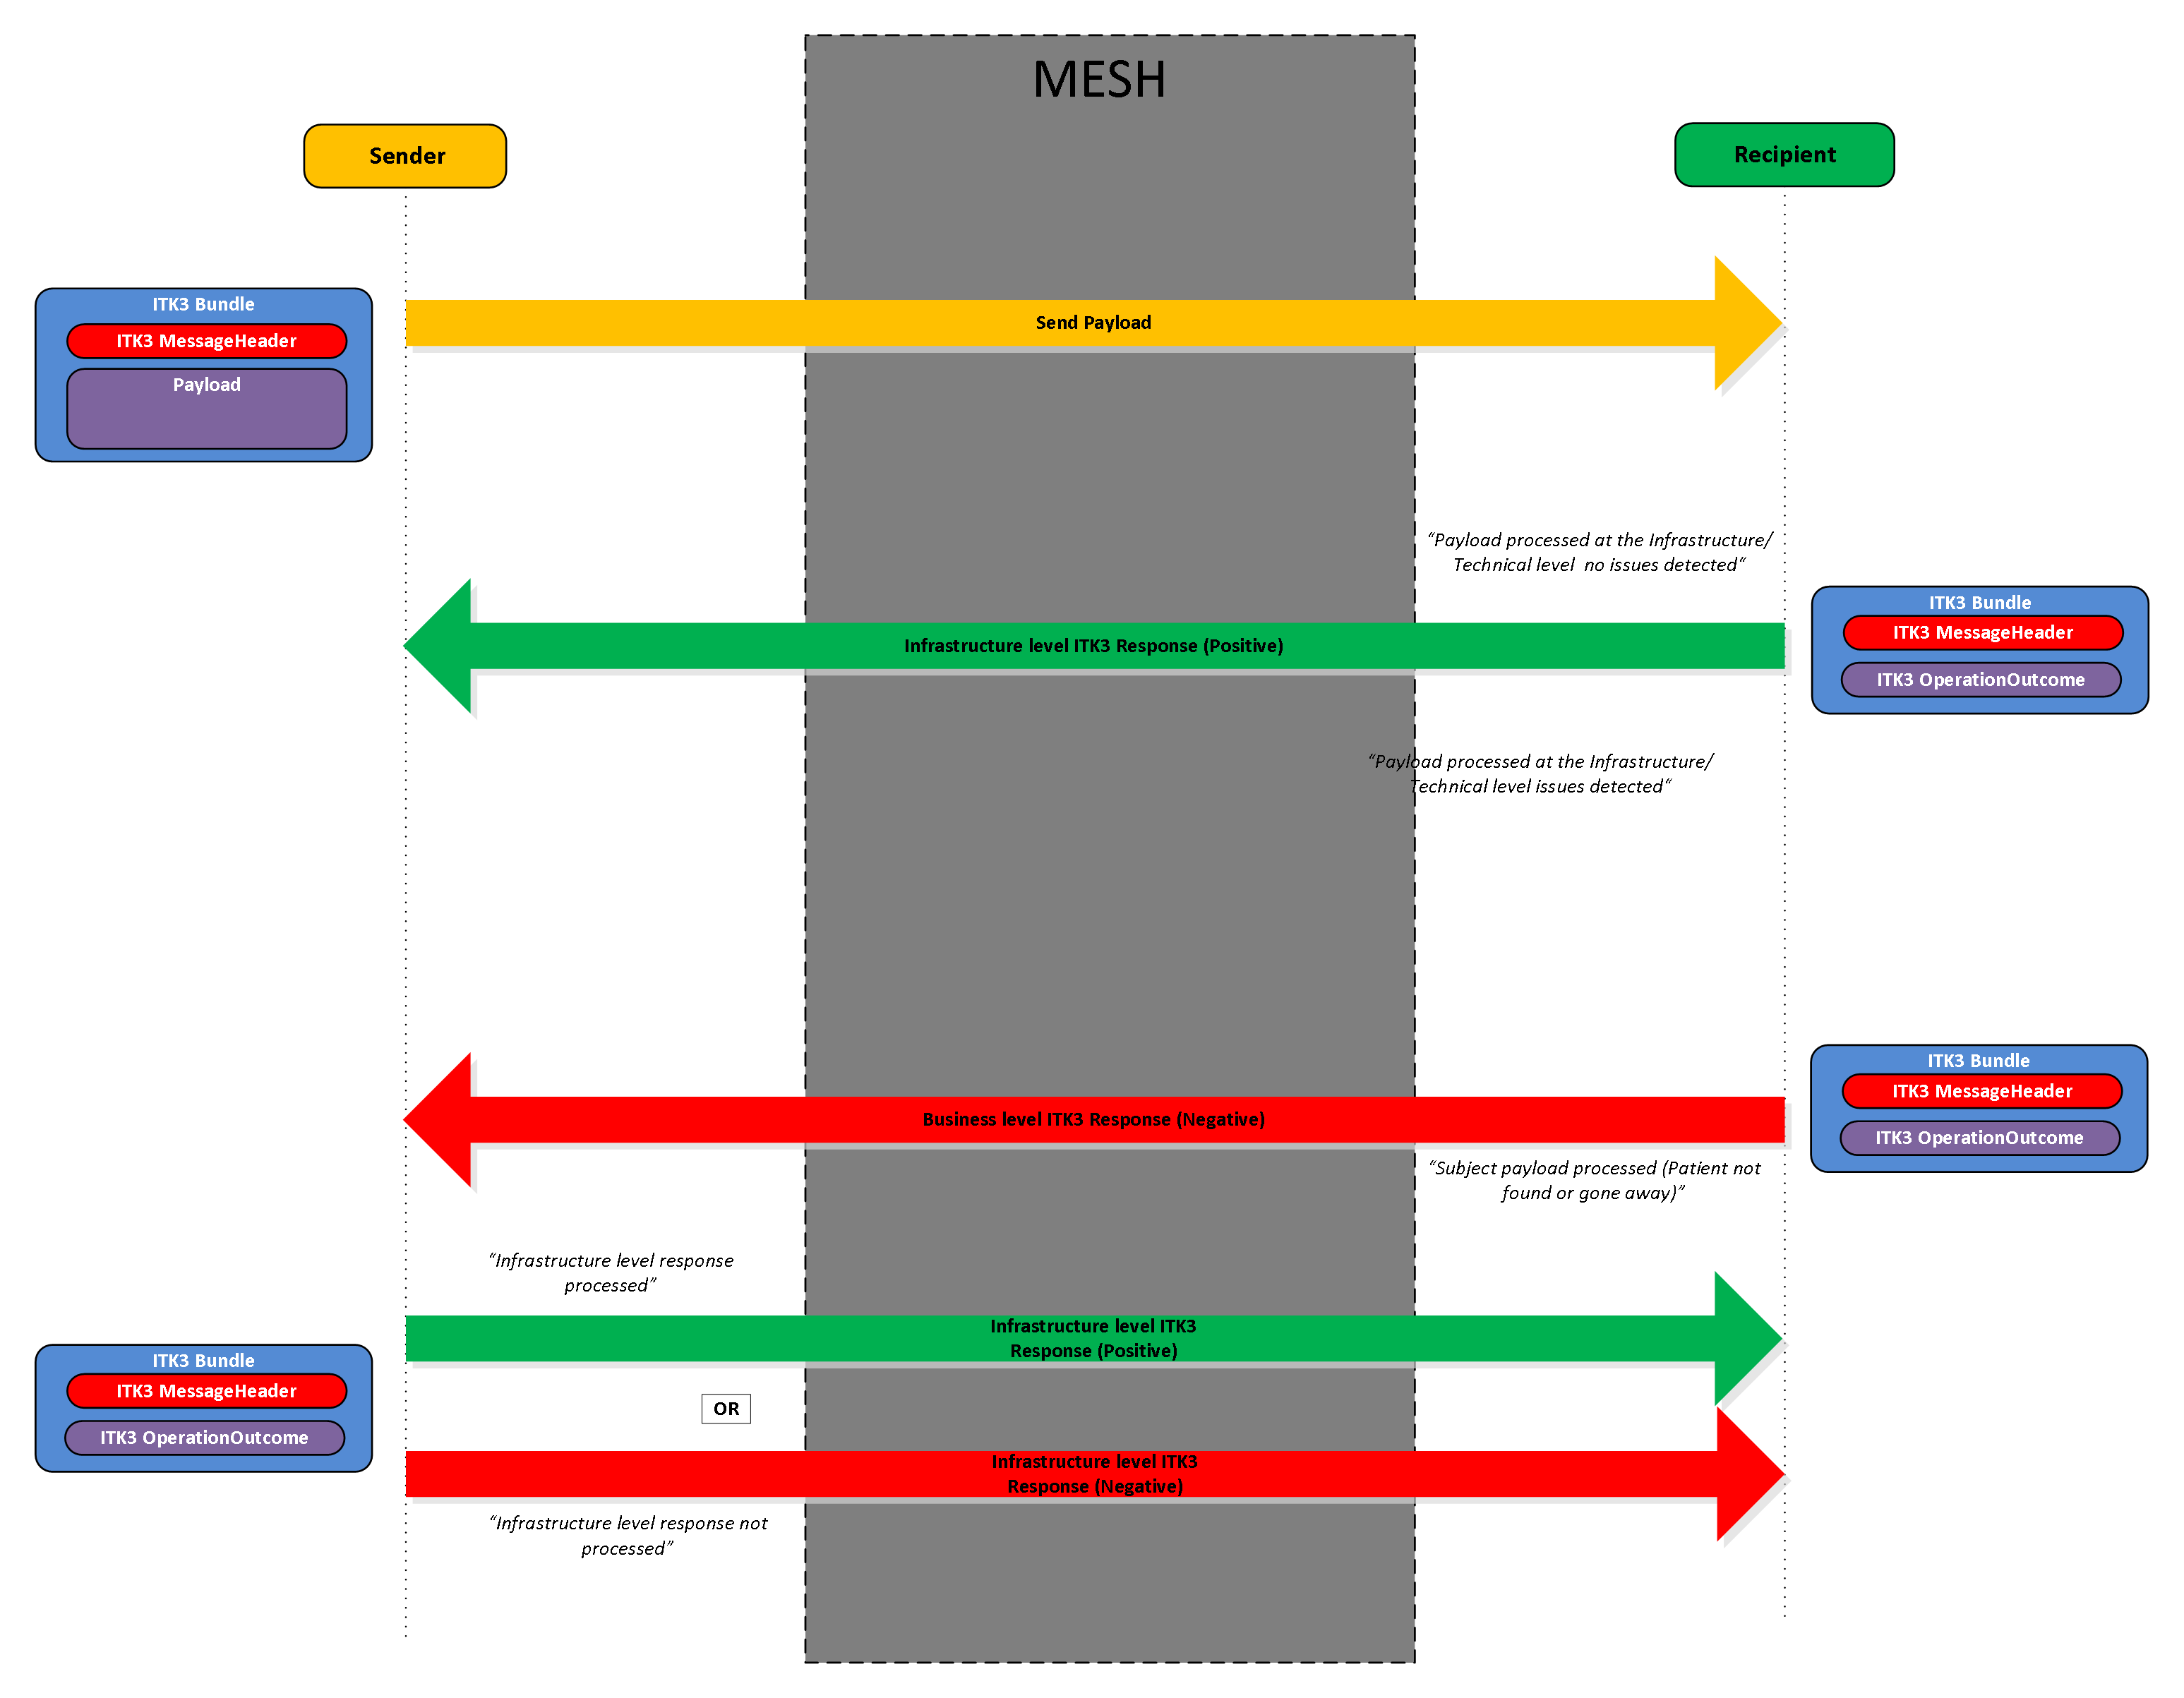 MESH
Sender
Recipient
ITK3 Bundle
ITK3 MessageHeader
Payload
Send Payload
“Payload processed at the Infrastructure/
Technical level  no issues detected“
Infrastructure level ITK3 Response (Positive)
ITK3 Bundle
ITK3 MessageHeader
ITK3 OperationOutcome
“Payload processed at the Infrastructure/
Technical level issues detected“
Business level ITK3 Response (Negative)
ITK3 Bundle
ITK3 MessageHeader
ITK3 OperationOutcome
“Subject payload processed (Patient not
found or gone away)”
“Infrastructure level response
processed”
Infrastructure level ITK3
Response (Positive)
ITK3 Bundle
ITK3 MessageHeader
ITK3 OperationOutcome
OR
Infrastructure level ITK3
Response (Negative)
“Infrastructure level response not
processed”